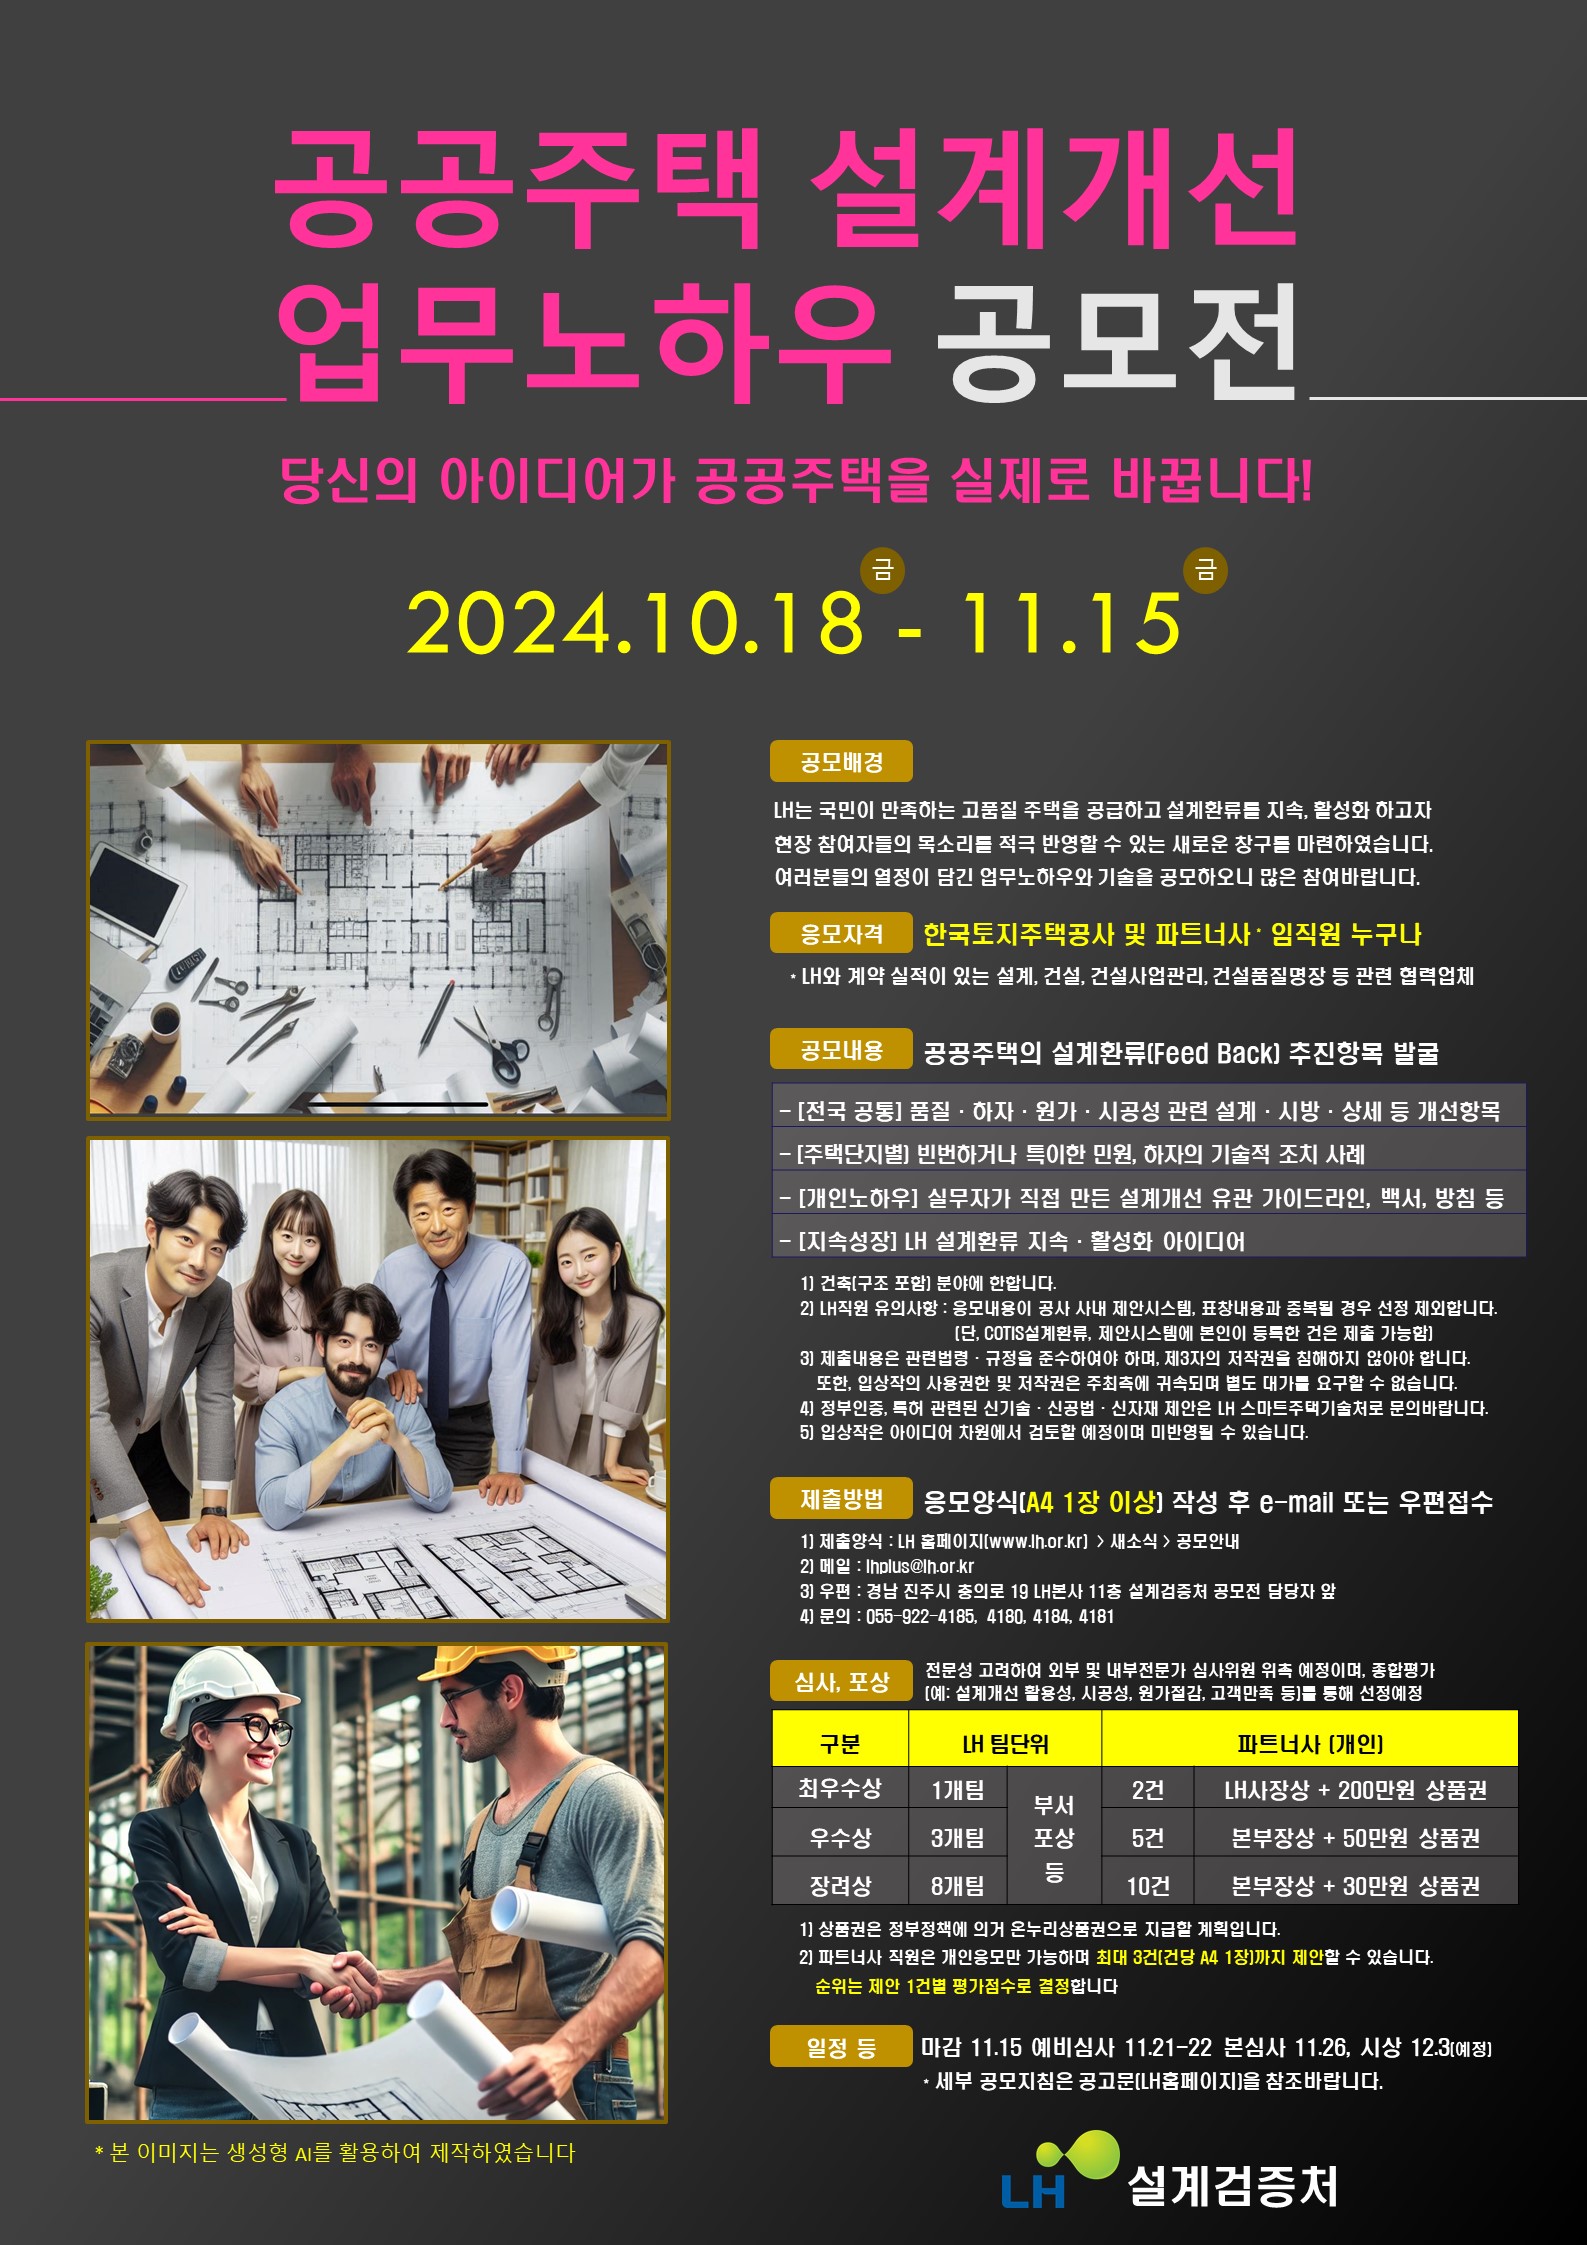 공공주택 설계개선
업무노하우 공모전
당신의 아이디어가 공공주택을 실제로 바꿉니다!
2024.10.18 금 - 11.15 금
공모배경
LH는 국민이 만족하는 고품질 주택을 공급하고 설계환류를 지속, 활성화 하고자
현장 참여자들의 목소리를 적극 반영할 수 있는 새로운 창구를 마련하였습니다.
여러분들의 열정이 담긴 업무노하우와 기술을 공모하오니 많은 참여바랍니다.
응모자격 한국토지주택공사 및 파트너사* 임직원 누구나
* LH와 계약 실적이 있는 설계, 건설, 건설사업관리, 건설품질명장 등 관련 협력업체
공모내용 공공주택의 설계환류(Feed Back) 추진항목 발굴
- [전국 공통] 품질 · 하자 · 원가 · 시공성 관련 설계 · 시방 · 상세 등 개선항목
- [주택단지별] 빈번하거나 특이한 민원, 하자의 기술적 조치 사례
- [개인노하우] 실무자가 직접 만든 설계개선 유관 가이드라인, 백서, 방침 등
- [지속성장] LH 설계환류 지속 · 활성화 아이디어
1) 건축(구조 포함) 분야에 한합니다.
2) LH직원 유의사항 : 응모내용이 공사 사내 제안시스템, 표창내용과 중복될 경우 선정 제외합니다.
(단, COTIS설계환류, 제안시스템에 본인이 등록한 건은 제출 가능함)
3) 제출내용은 관련법령 · 규정을 준수하여야 하며, 제3자의 저작권을 침해하지 않아야 합니다.
또한, 입상작의 사용권한 및 저작권은 주최측에 귀속되며 별도 대가를 요구할 수 없습니다.
4) 정부인증, 특허 관련된 신기술 · 신공법 · 신자재 제안은 LH 스마트주택기술처로 문의바랍니다.
5) 입상작은 아이디어 차원에서 검토할 예정이며 미반영될 수 있습니다.
제출방법 응모양식(A4 1장 이상) 작성 후 e-mail 또는 우편접수
1) 제출양식 : LH 홈페이지(www.lh.or.kr) > 새소식 > 공모안내
2) 메일 : lhplus@lh.or.kr
3) 우편 : 경남 진주시 충의로 19 LH본사 11층 설계검증처 공모전 담당자 앞
4) 문의 : 055-922-4185, 4180, 4184, 4181
심사, 포상 전문성 고려하여 외부 및 내부전문가 심사위원 위촉 예정이며, 종합평가
(예: 설계개선 활용성, 시공성, 원가절감, 고객만족 등)를 통해 선정예정
구분 LH 팀단위 파트너사 (개인)
최우수상 1개팀 부서 포상 등 2건 LH사장상 + 200만원 상품권
우수상 3개팀 5건 본부장상 + 50만원 상품권
장려상 8개팀 10건 본부장상 + 30만원 상품권
1) 상품권은 정부정책에 의거 온누리상품권으로 지급할 계획입니다.
2) 파트너사 직원은 개인응모만 가능하며 최대 3건(건당 A4 1장)까지 제안할 수 있습니다.
순위는 제안 1건별 평가점수로 결정합니다
일정 등 마감 11.15 예비심사 11.21-22 본심사 11.26, 시상 12.3(예정)
* 세부 공모지침은 공고문(LH홈페이지)을 참조바랍니다.
* 본 이미지는 생성형 AI를 활용하여 제작하였습니다
LH 설계검증처